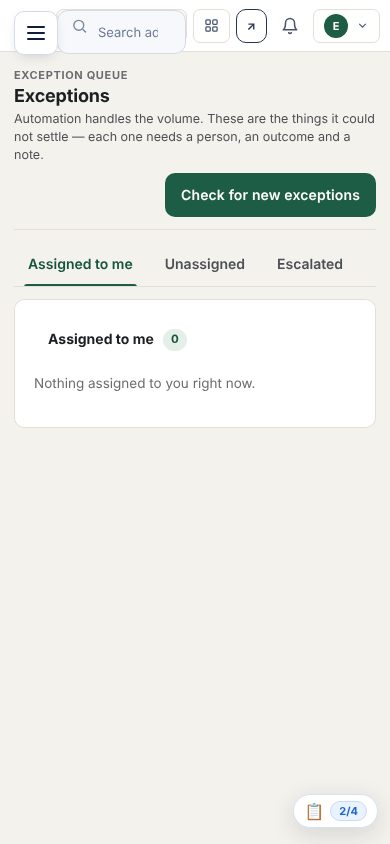 Search ad
E
EXCEPTION QUEUE
Exceptions
Automation handles the volume. These are the things it could
not settle — each one needs a person, an outcome and a
note.
Check for new exceptions
Assigned to me
Unassigned
Escalated
Assigned to me 0
Nothing assigned to you right now.
2/4